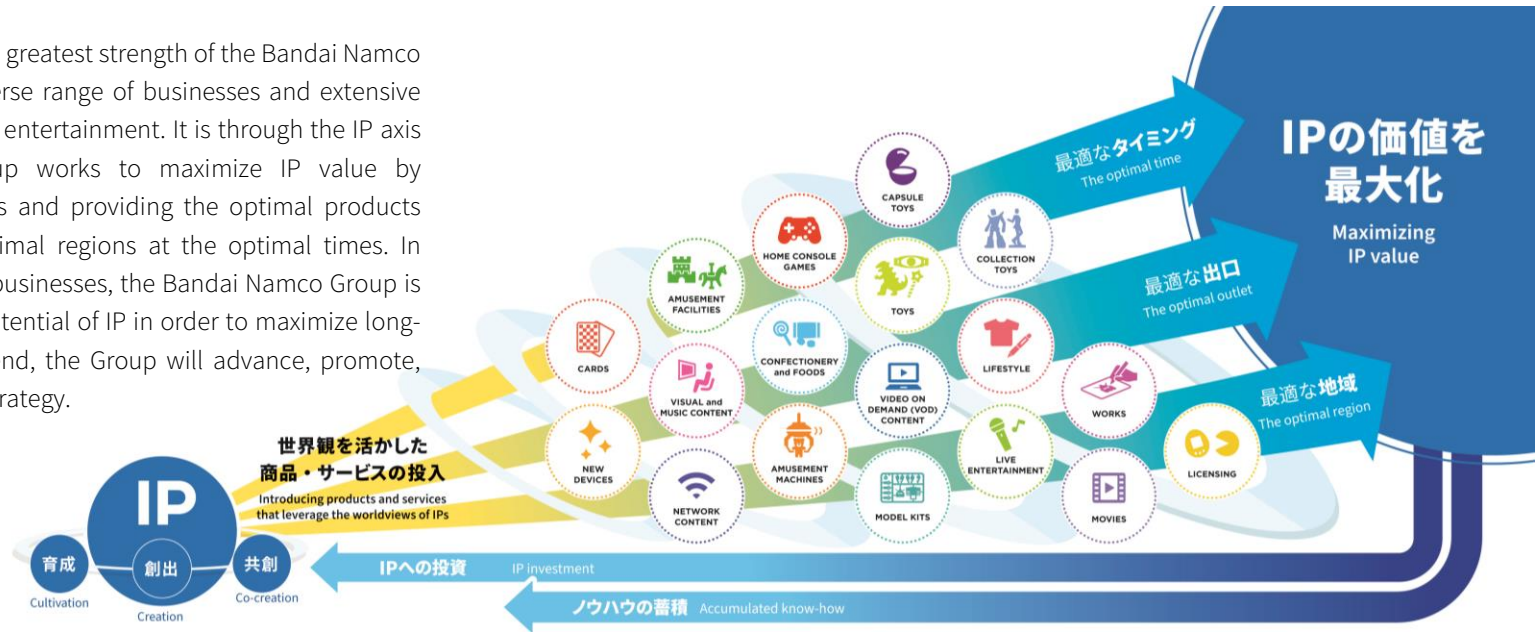 greatest strength of the Bandai Namco
erse range of businesses and extensive
entertainment. It is through the IP axis
up works to maximize IP value by
s and providing the optimal products
timal regions at the optimal times. In
businesses, the Bandai Namco Group is
tential of IP in order to maximize long-
nd, the Group will advance, promote,
trategy.
IP
育成
Cultivation
創出
Creation
共創
Co-creation
世界観を活かした
商品・サービスの投入
Introducing products and services
that leverage the worldviews of IPs
CARDS
NEW
DEVICES
AMUSEMENT
FACILITIES
VISUAL and
MUSIC CONTENT
NETWORK
CONTENT
HOME CONSOLE
GAMES
CONFECTIONERY
and FOODS
AMUSEMENT
MACHINES
CAPSULE
TOYS
TOYS
VIDEO ON
DEMAND (VOD)
CONTENT
MODEL KITS
COLLECTION
TOYS
LIFESTYLE
LIVE
ENTERTAINMENT
WORKS
MOVIES
LICENSING
最適なタイミング
The optimal time
最適な出口
The optimal outlet
最適な地域
The optimal region
IPの価値を
最大化
Maximizing
IP value
IPへの投資 IP investment
ノウハウの蓄積 Accumulated know-how